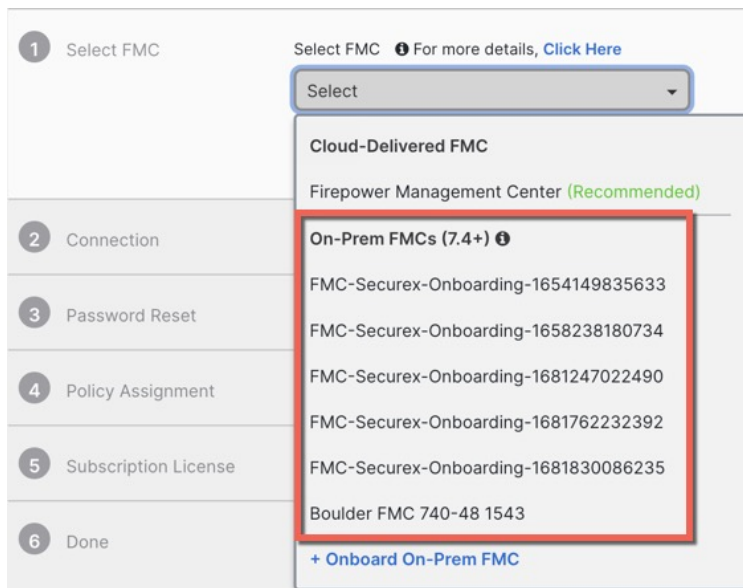 1 Select FMC
Select FMC For more details, Click Here
Select
Cloud-Delivered FMC
Firepower Management Center (Recommended)
On-Prem FMCs (7.4+)
FMC-Securex-Onboarding-1654149835633
FMC-Securex-Onboarding-1658238180734
FMC-Securex-Onboarding-1681247022490
FMC-Securex-Onboarding-1681762232392
FMC-Securex-Onboarding-1681830086235
Boulder FMC 740-48 1543
+ Onboard On-Prem FMC
2 Connection
3 Password Reset
4 Policy Assignment
5 Subscription License
6 Done